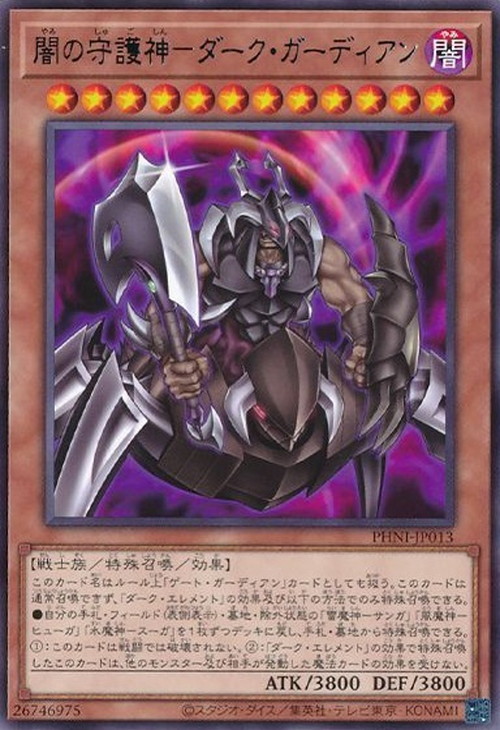 闇の守護神－ダーク・ガーディアン
闇
PHNI-JP013
【戦士族／特殊召喚／効果】
このカード名はルール上「ゲート・ガーディアン」カードとしても扱う。このカードは
通常召喚できず、「ダーク・エレメント」の効果及び以下の方法でのみ特殊召喚できる。
●自分の手札・フィールド(表側表示)・墓地・除外状態の「雷魔神－サンガ」「風魔神－
ヒューガ」「水魔神－スーガ」を１枚ずつデッキに戻し、手札・墓地から特殊召喚できる。
①：このカードは戦闘では破壊されない。②：「ダーク・エレメント」の効果で特殊召喚
したこのカードは、他のモンスター及び相手が発動した魔法カードの効果を受けない。
ATK/3800 DEF/3800
26746975
©スタジオ・ダイス／集英社・テレビ東京・KONAMI